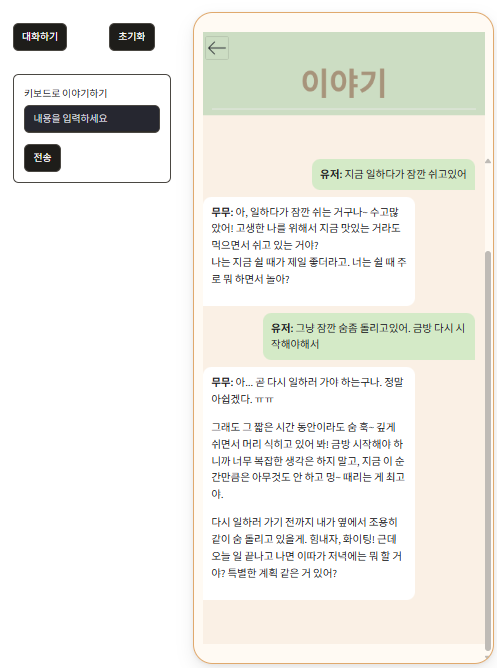 대화하기
초기화
키보드로 이야기하기
내용을 입력하세요
전송
이야기
유저: 지금 일하다가 잠깐 쉬고있어
무무: 아, 일하다가 잠깐 쉬는 거구나~ 수고많
았어! 고생한 나를 위해서 지금 맛있는 거라도
먹으면서 쉬고 있는 거야?
나는 지금 쉴 때가 제일 좋더라고. 너는 쉴 때 주
로 뭐 하면서 놀아?
유저: 그냥 잠깐 숨좀 돌리고있어. 금방 다시 시
작해야해서
무무: 아... 곧 다시 일하러 가야 하는구나. 정말
아쉽겠다. ㅠㅠ
그래도 그 짧은 시간 동안이라도 숨 훅~ 깊게
쉬면서 머리 식히고 있어 봐! 금방 시작해야 하
니까 너무 복잡한 생각은 하지 말고, 지금 이 순
간만큼은 아무것도 안 하고 멍~ 때리는 게 최고
야.
다시 일하러 가기 전까지 내가 옆에서 조용히
같이 숨 돌리고 있을게. 힘내자, 화이팅! 근데
오늘 일 끝나고 나면 이따가 저녁에는 뭐 할 거
야? 특별한 계획 같은 거 있어?